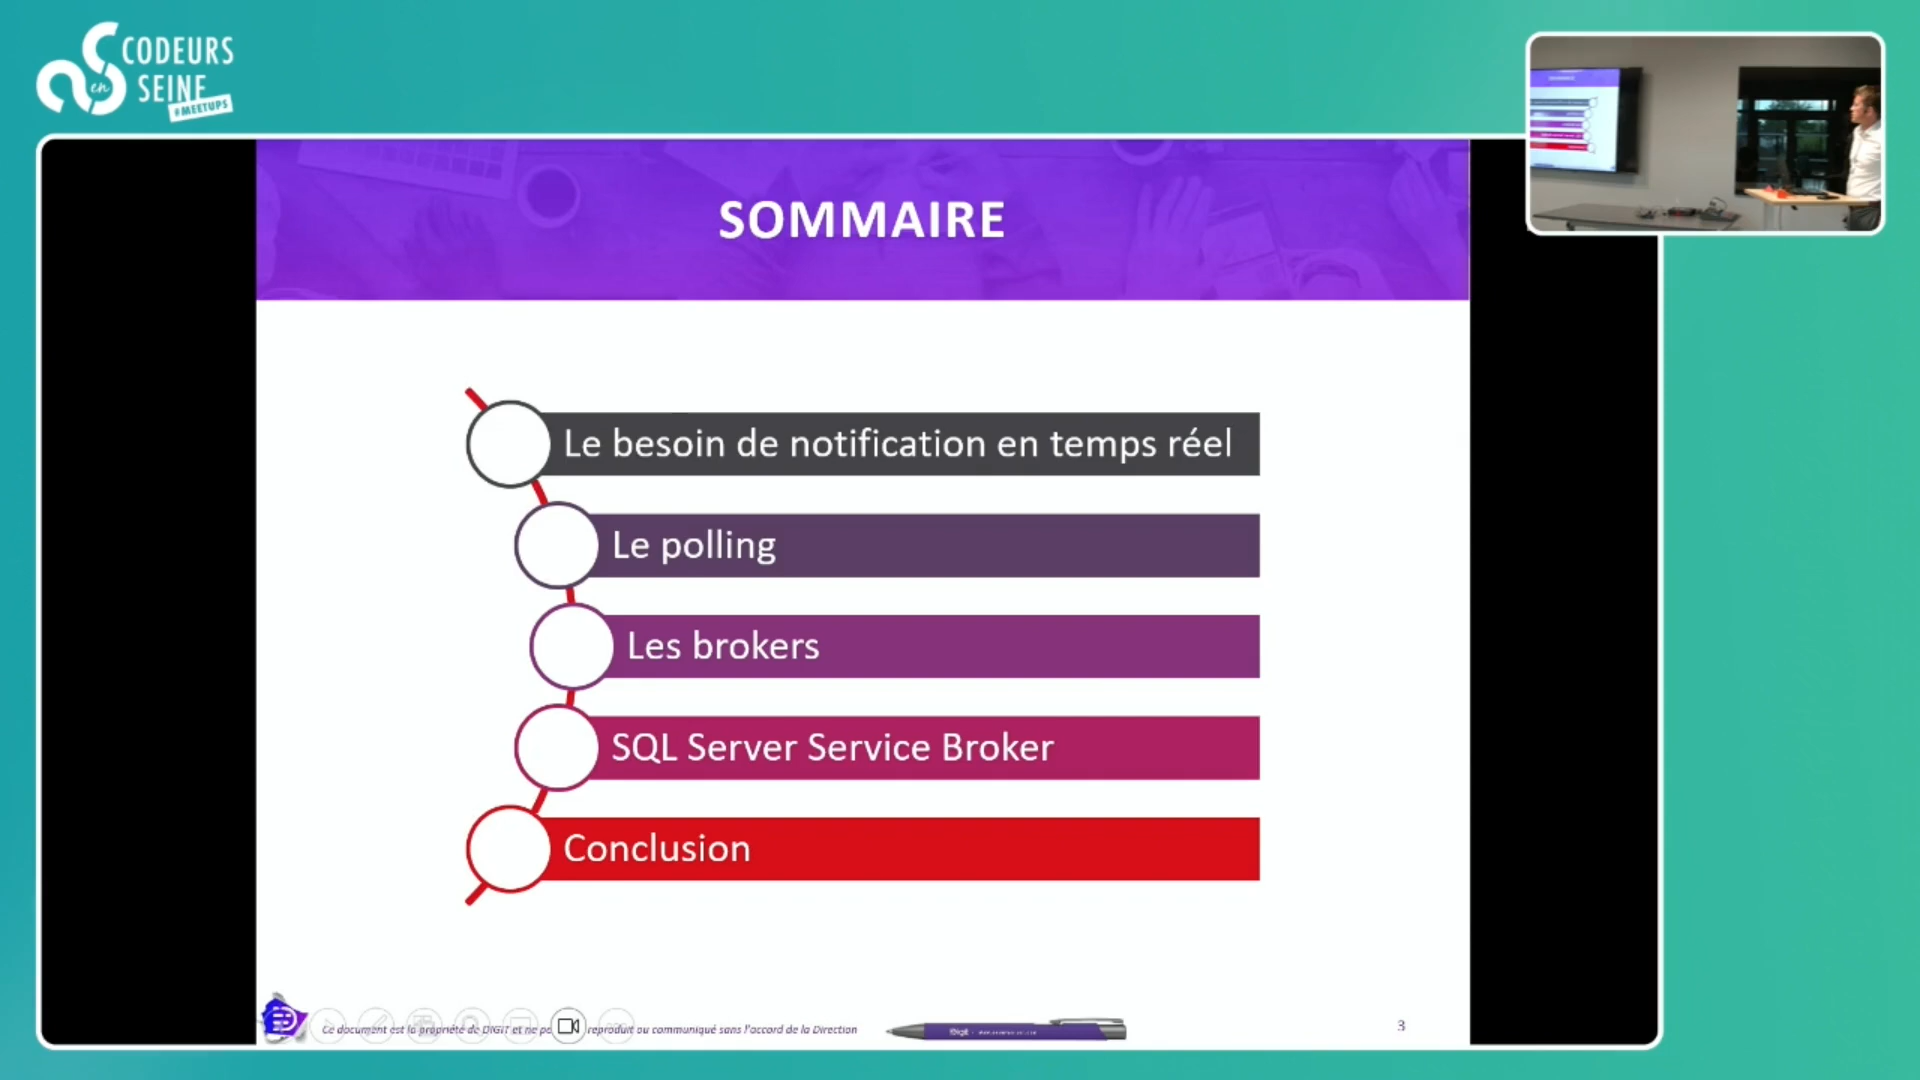 CODEURS
en
SEINE
#MEETUPS
SOMMAIRE
Le besoin de notification en temps réel
Le polling
Les brokers
SQL Server Service Broker
Conclusion
Ce document est la propriété de DIGIT et ne reproduit ou communiqué sans l'accord de la Direction
Digit
3